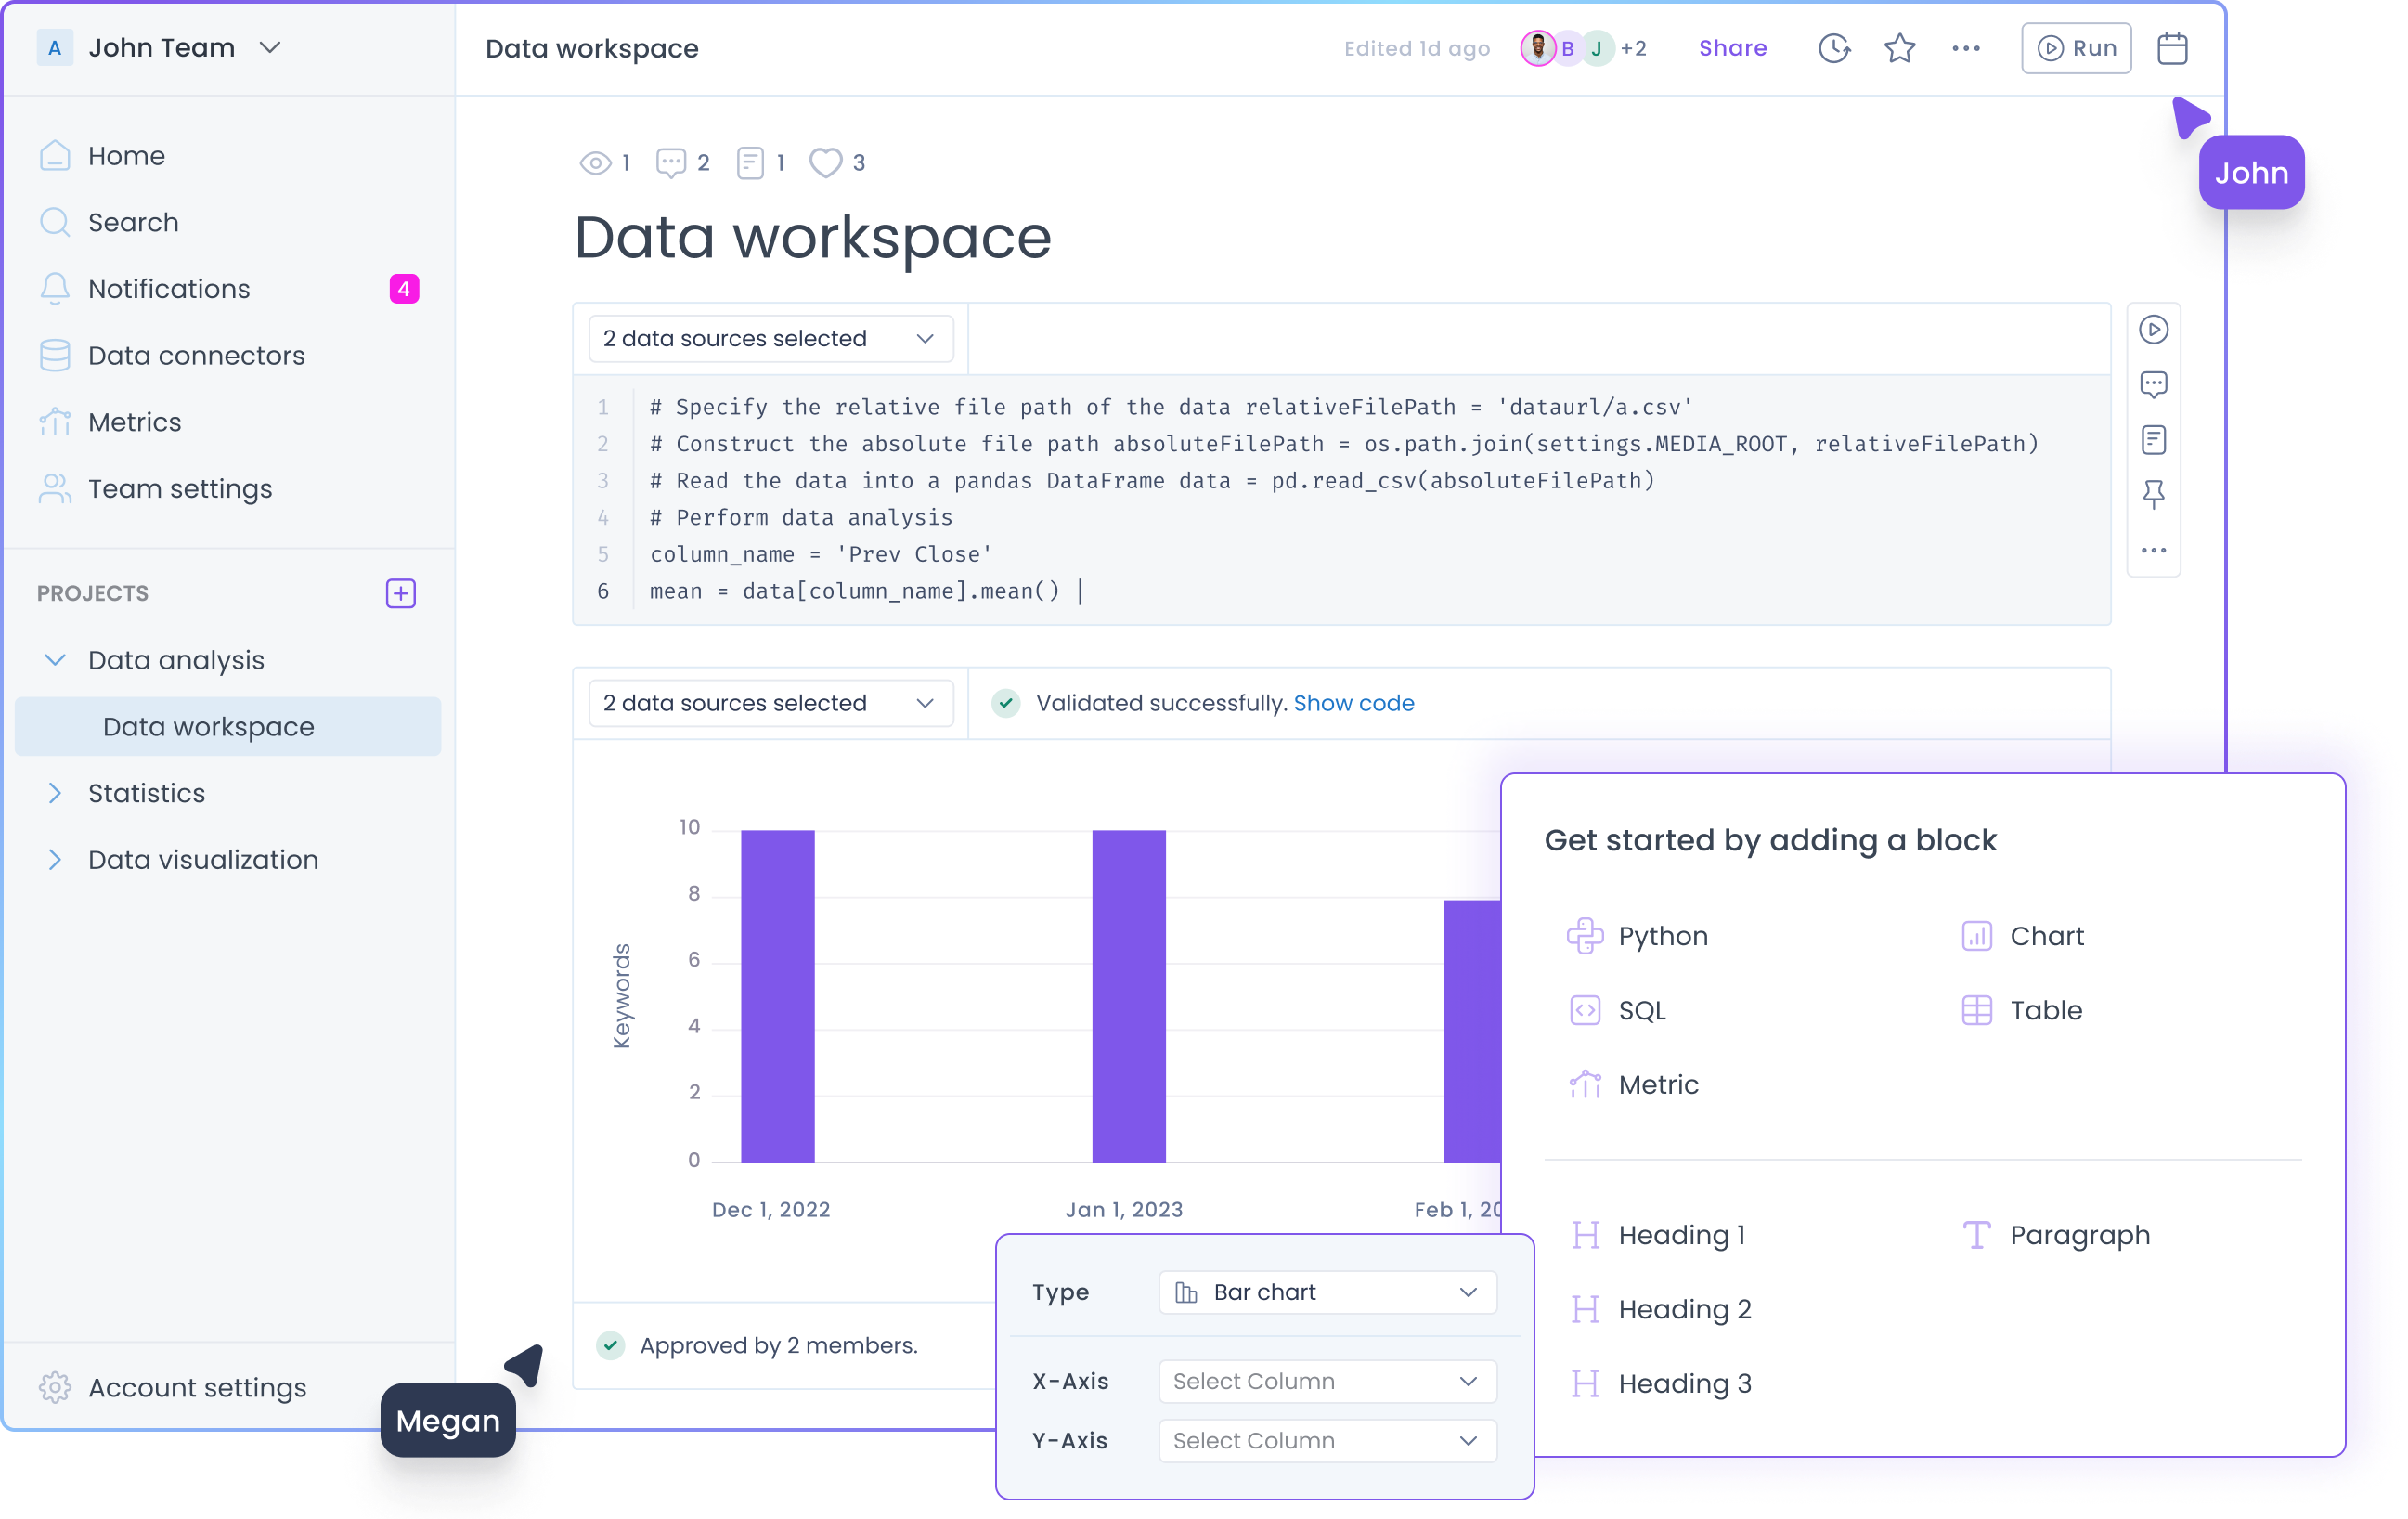 A John Team
Data workspace
Edited 1d ago
B J +2
Share
Run
John
Home
Search
Notifications 4
Data connectors
Metrics
Team settings
PROJECTS
Data analysis
Data workspace
Statistics
Data visualization
Account settings
Megan
1 2 1 3
Data workspace
2 data sources selected
1 # Specify the relative file path of the data relativeFilePath = 'dataurl/a.csv'
2 # Construct the absolute file path absoluteFilePath = os.path.join(settings.MEDIA_ROOT, relativeFilePath)
3 # Read the data into a pandas DataFrame data = pd.read_csv(absoluteFilePath)
4 # Perform data analysis
5 column_name = 'Prev Close'
6 mean = data[column_name].mean()
2 data sources selected
Validated successfully. Show code
Keywords
10
8
6
4
2
0
Dec 1, 2022
Jan 1, 2023
Feb 1, 20
Approved by 2 members.
Type Bar chart
X-Axis Select Column
Y-Axis Select Column
Get started by adding a block
Python
Chart
SQL
Table
Metric
Heading 1
Paragraph
Heading 2
Heading 3